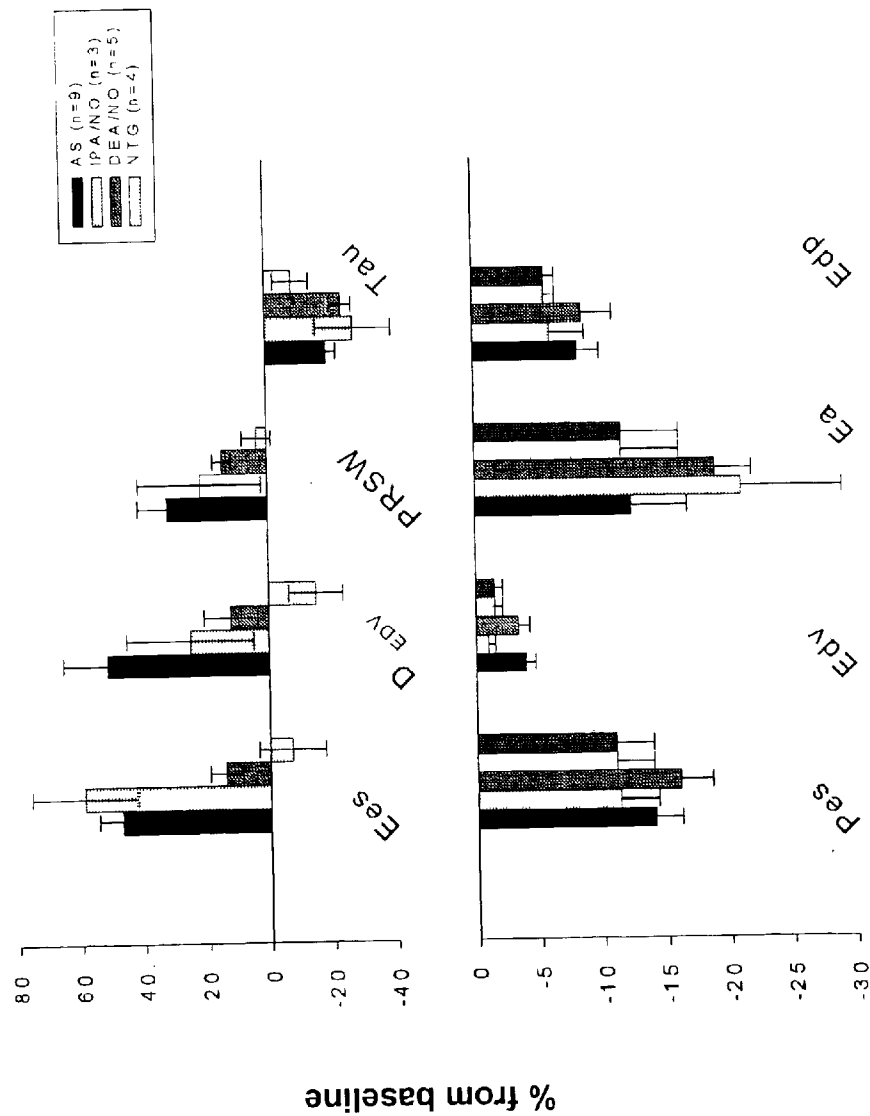 AS (n=9)
IPA/NO (n=3)
DEA/NO (n=5)
NTG (n=4)
% from baseline
80
60
40
20
0
-20
-40
Ees
D EDV
PRSW
Tau
0
-5
-10
-15
-20
-25
-30
Pes
Edv
Ea
Edp